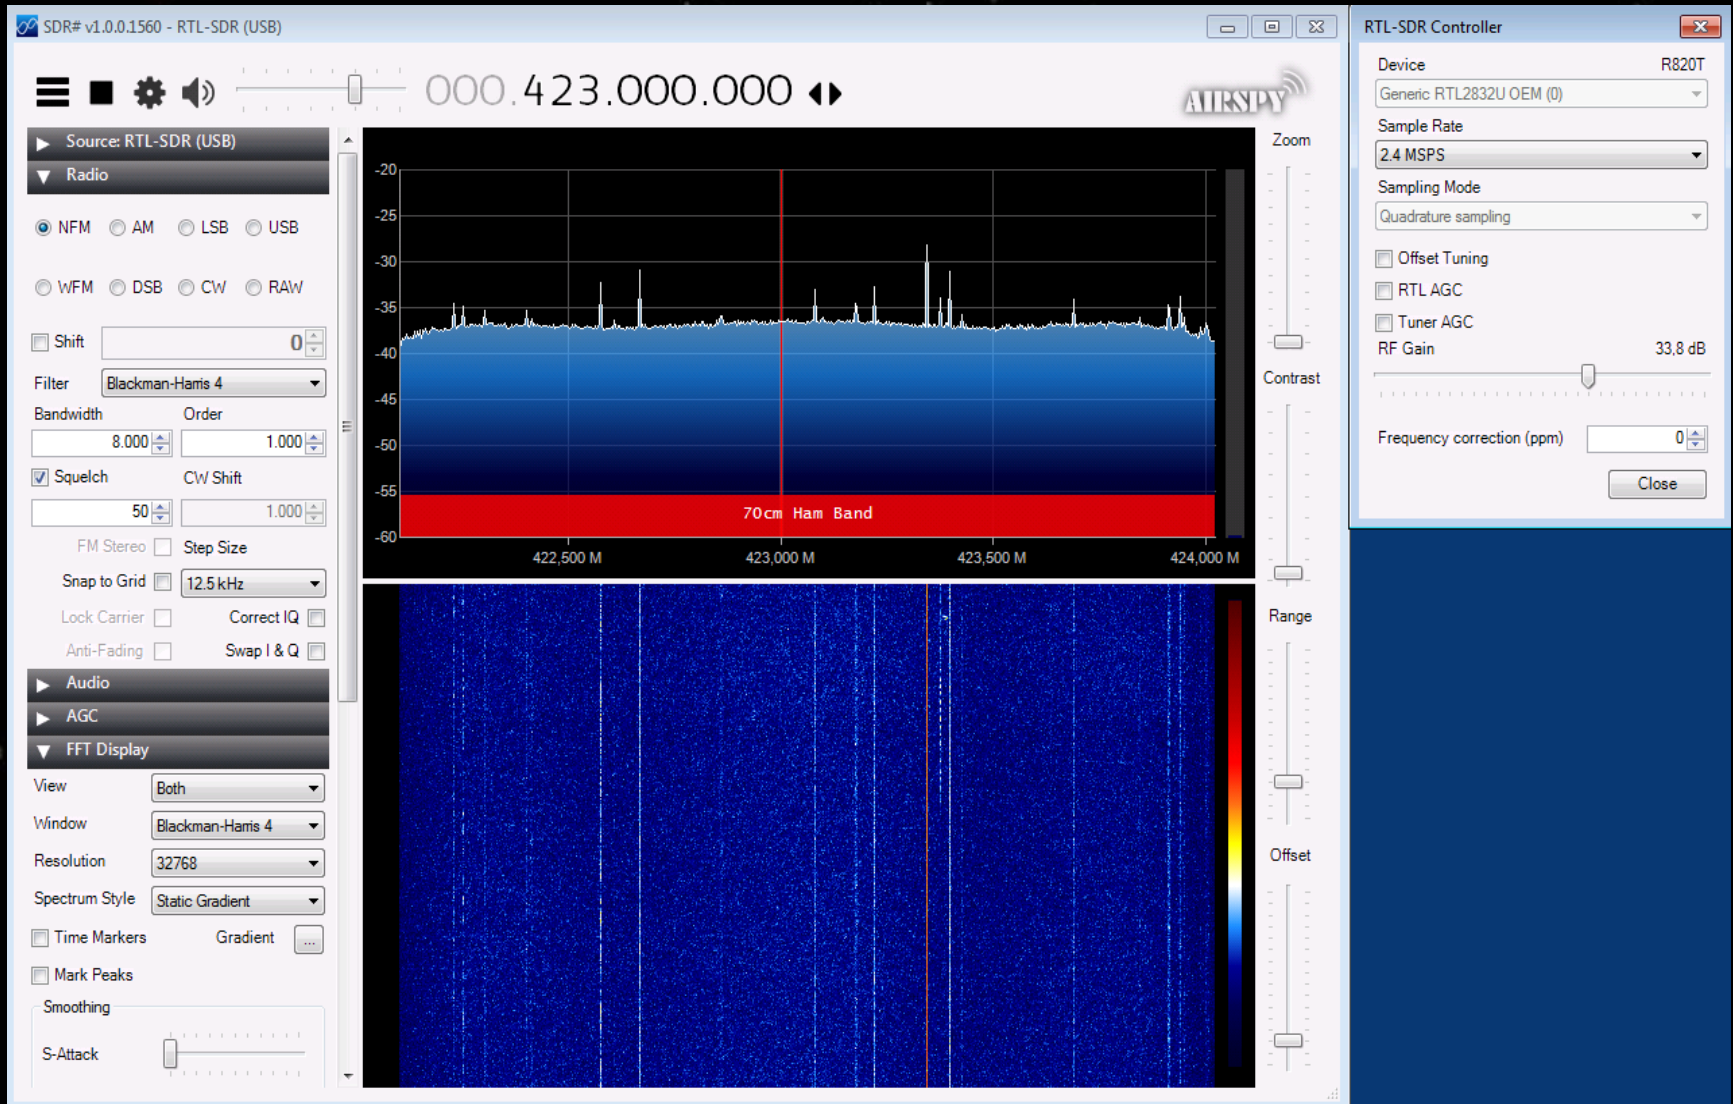 SDR# v1.0.0.1560 - RTL-SDR (USB)
000.423.000.000
AIRSPY
Source: RTL-SDR (USB)
Radio
NFM AM LSB USB
WFM DSB CW RAW
Shift 0
Filter Blackman-Harris 4
Bandwidth Order
8.000 1.000
Squelch CW Shift
50 1.000
FM Stereo Step Size
Snap to Grid 12.5 kHz
Lock Carrier Correct IQ
Anti-Fading Swap I & Q
Audio
AGC
FFT Display
View Both
Window Blackman-Harris 4
Resolution 32768
Spectrum Style Static Gradient
Time Markers Gradient ...
Mark Peaks
Smoothing
S-Attack
-20
-25
-30
-35
-40
-45
-50
-55
-60
70cm Ham Band
422,500 M 423,000 M 423,500 M 424,000 M
Zoom
Contrast
Range
Offset
RTL-SDR Controller
Device R820T
Generic RTL2832U OEM (0)
Sample Rate
2.4 MSPS
Sampling Mode
Quadrature sampling
Offset Tuning
RTL AGC
Tuner AGC
RF Gain 33,8 dB
Frequency correction (ppm) 0
Close